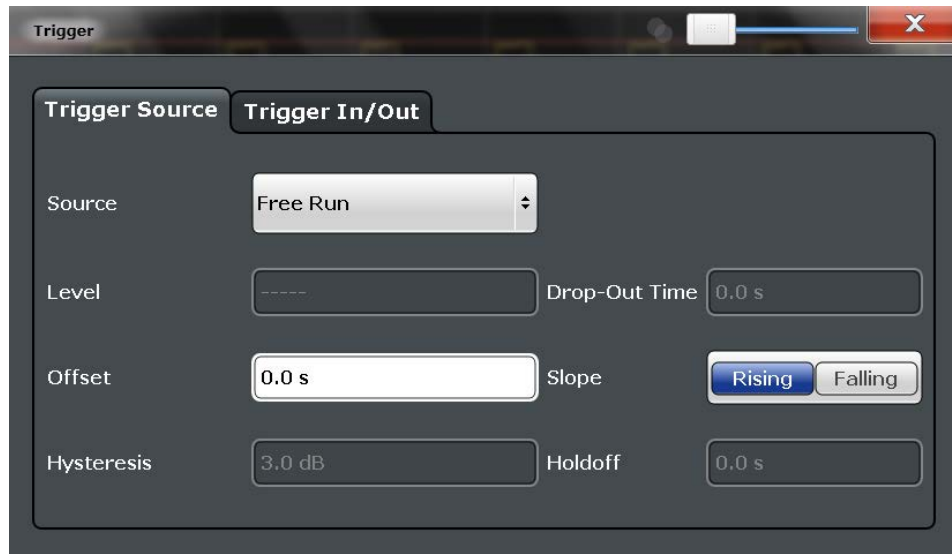 Trigger
X
Trigger Source Trigger In/Out
Source Free Run
Level ----- Drop-Out Time 0.0 s
Offset 0.0 s Slope Rising Falling
Hysteresis 3.0 dB Holdoff 0.0 s